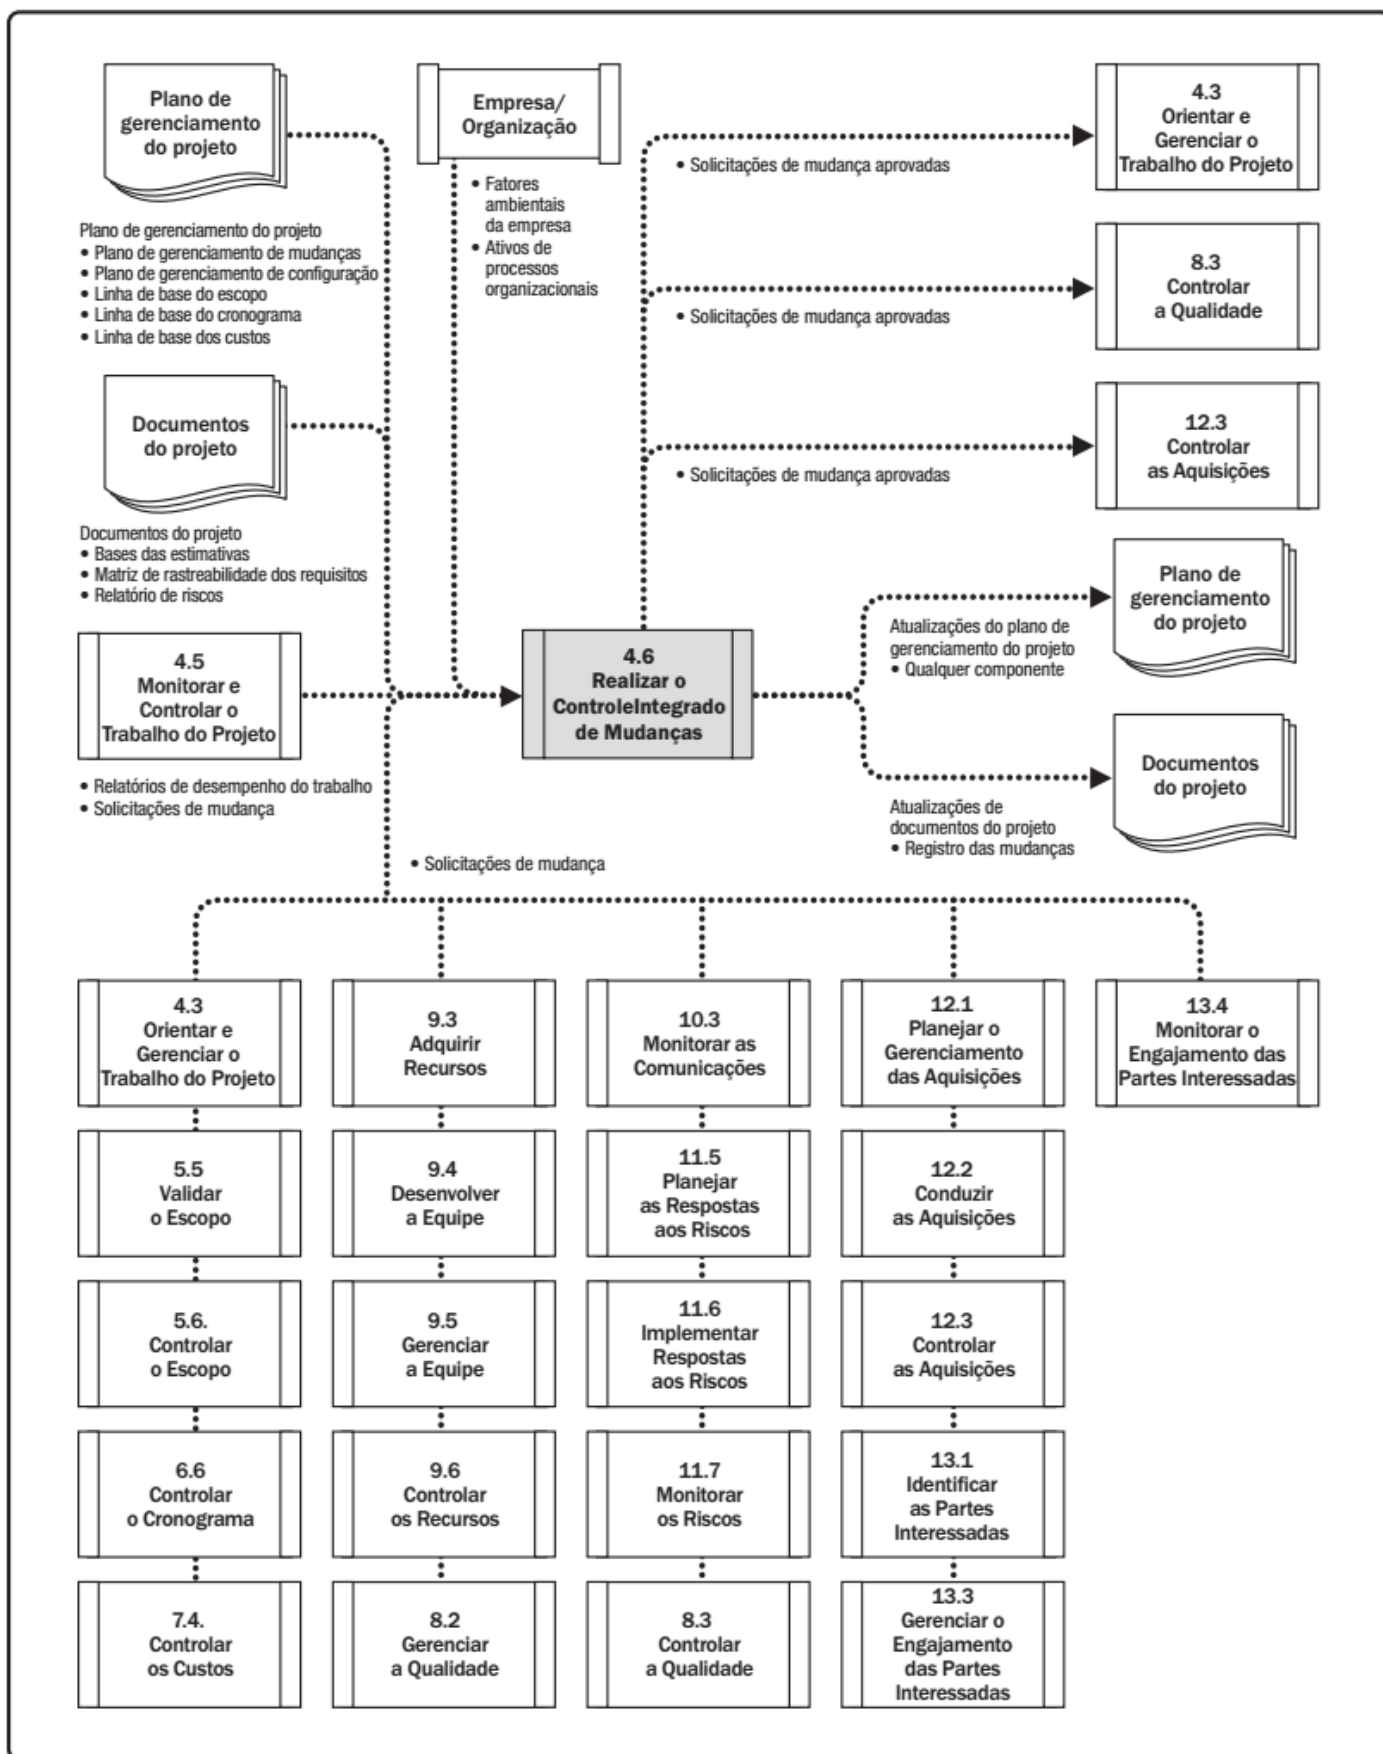 Plano de
gerenciamento
do projeto
Plano de gerenciamento do projeto
• Plano de gerenciamento de mudanças
• Plano de gerenciamento de configuração
• Linha de base do escopo
• Linha de base do cronograma
• Linha de base dos custos
Empresa/
Organização
• Fatores
ambientais
da empresa
• Ativos de
processos
organizacionais
• Solicitações de mudança aprovadas
4.3
Orientar e
Gerenciar o
Trabalho do Projeto
• Solicitações de mudança aprovadas
8.3
Controlar
a Qualidade
• Solicitações de mudança aprovadas
12.3
Controlar
as Aquisições
Documentos
do projeto
Documentos do projeto
• Bases das estimativas
• Matriz de rastreabilidade dos requisitos
• Relatório de riscos
4.5
Monitorar e
Controlar o
Trabalho do Projeto
• Relatórios de desempenho do trabalho
• Solicitações de mudança
4.6
Realizar o
ControleIntegrado
de Mudanças
Atualizações do plano de
gerenciamento do projeto
• Qualquer componente
Plano de
gerenciamento
do projeto
Atualizações de
documentos do projeto
• Registro das mudanças
Documentos
do projeto
• Solicitações de mudança
4.3
Orientar e
Gerenciar o
Trabalho do Projeto
5.5
Validar
o Escopo
5.6.
Controlar
o Escopo
6.6
Controlar
o Cronograma
7.4.
Controlar
os Custos
9.3
Adquirir
Recursos
9.4
Desenvolver
a Equipe
9.5
Gerenciar
a Equipe
9.6
Controlar
os Recursos
8.2
Gerenciar
a Qualidade
10.3
Monitorar as
Comunicações
11.5
Planejar
as Respostas
aos Riscos
11.6
Implementar
Respostas
aos Riscos
11.7
Monitorar
os Riscos
8.3
Controlar
a Qualidade
12.1
Planejar o
Gerenciamento
das Aquisições
12.2
Conduzir
as Aquisições
12.3
Controlar
as Aquisições
13.1
Identificar
as Partes
Interessadas
13.3
Gerenciar o
Engajamento
das Partes
Interessadas
13.4
Monitorar o
Engajamento das
Partes Interessadas